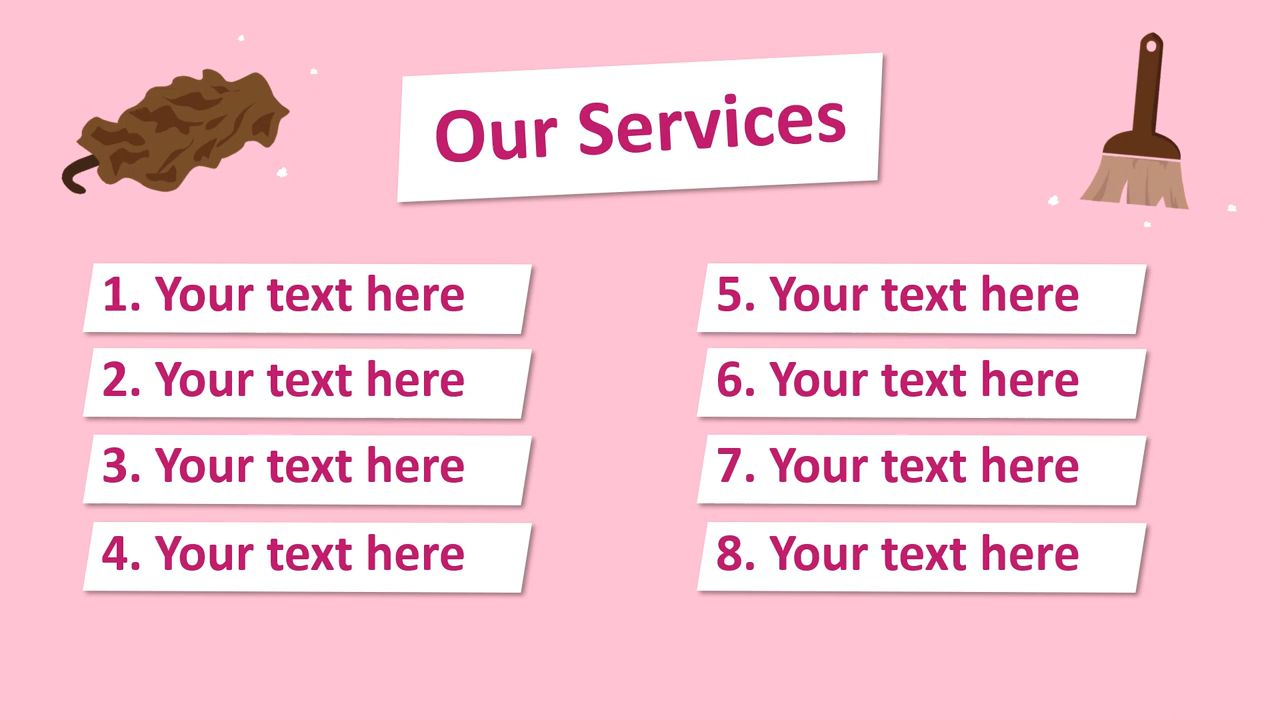 Our Services
1. Your text here
2. Your text here
3. Your text here
4. Your text here
5. Your text here
6. Your text here
7. Your text here
8. Your text here